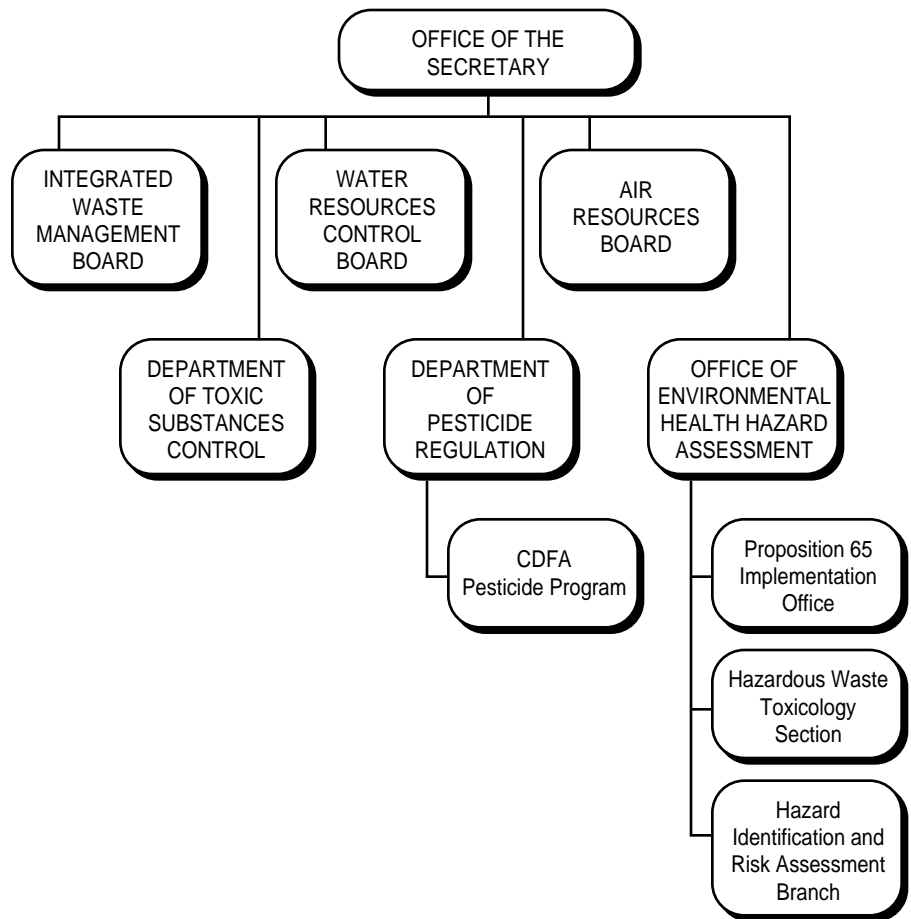 OFFICE OF THE
SECRETARY
INTEGRATED
WASTE
MANAGEMENT
BOARD
WATER
RESOURCES
CONTROL
BOARD
AIR
RESOURCES
BOARD
DEPARTMENT
OF TOXIC
SUBSTANCES
CONTROL
DEPARTMENT
OF
PESTICIDE
REGULATION
OFFICE OF
ENVIRONMENTAL
HEALTH HAZARD
ASSESSMENT
CDFA
Pesticide Program
Proposition 65
Implementation
Office
Hazardous Waste
Toxicology
Section
Hazard
Identification and
Risk Assessment
Branch